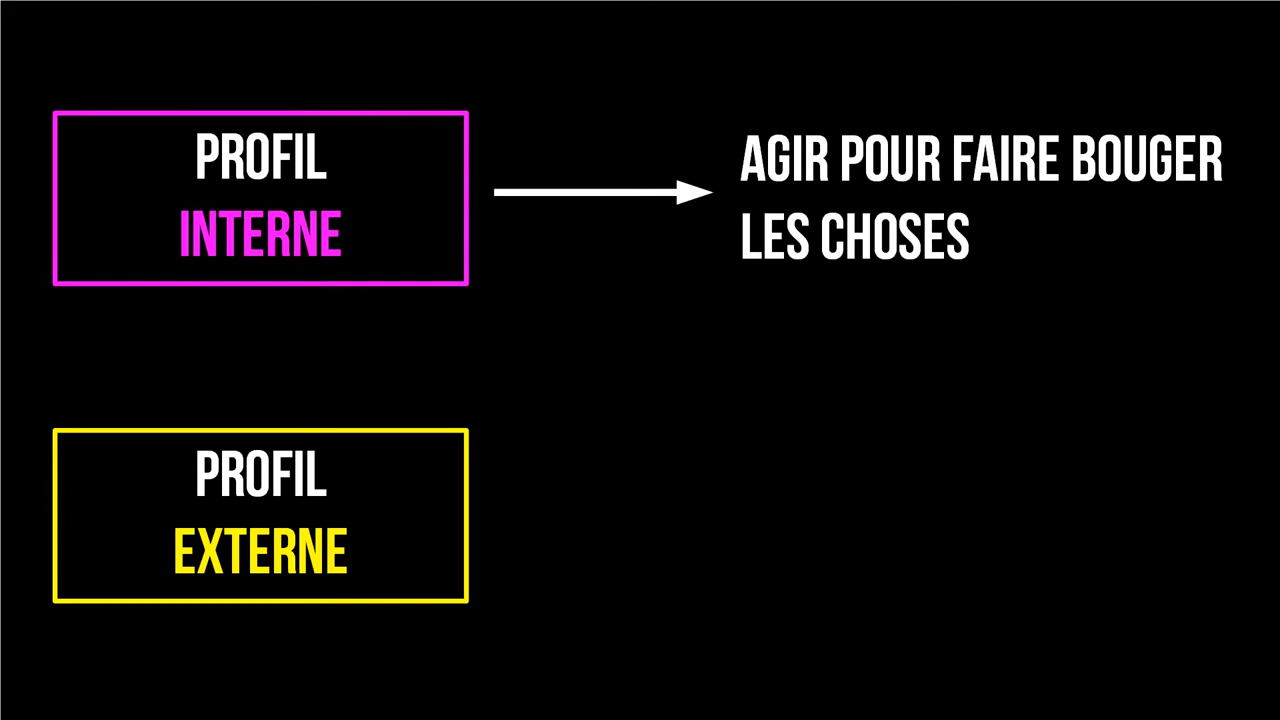 PROFIL
INTERNE
AGIR POUR FAIRE BOUGER
LES CHOSES
PROFIL
EXTERNE